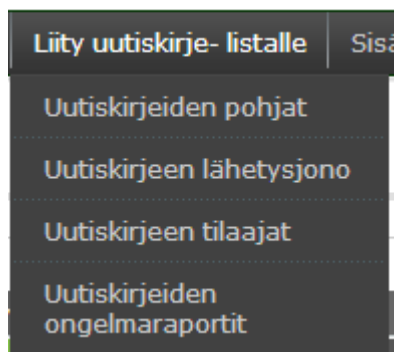 Liity uutiskirje- listalle
Uutiskirjeiden pohjat
Uutiskirjeen lähetysjono
Uutiskirjeen tilaajat
Uutiskirjeiden
ongelmaraportit